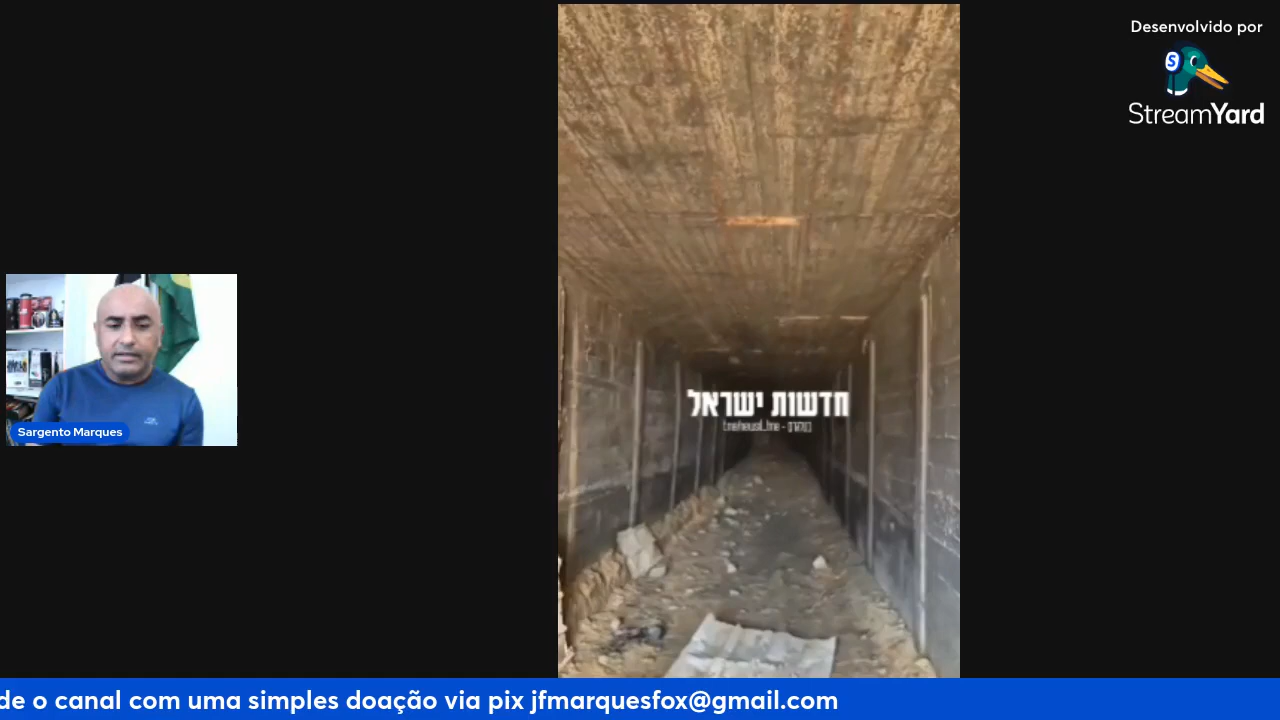 Desenvolvido por
StreamYard
חדשות ישראל
Sargento Marques
de o canal com uma simples doação via pix jfmarquesfox@gmail.com